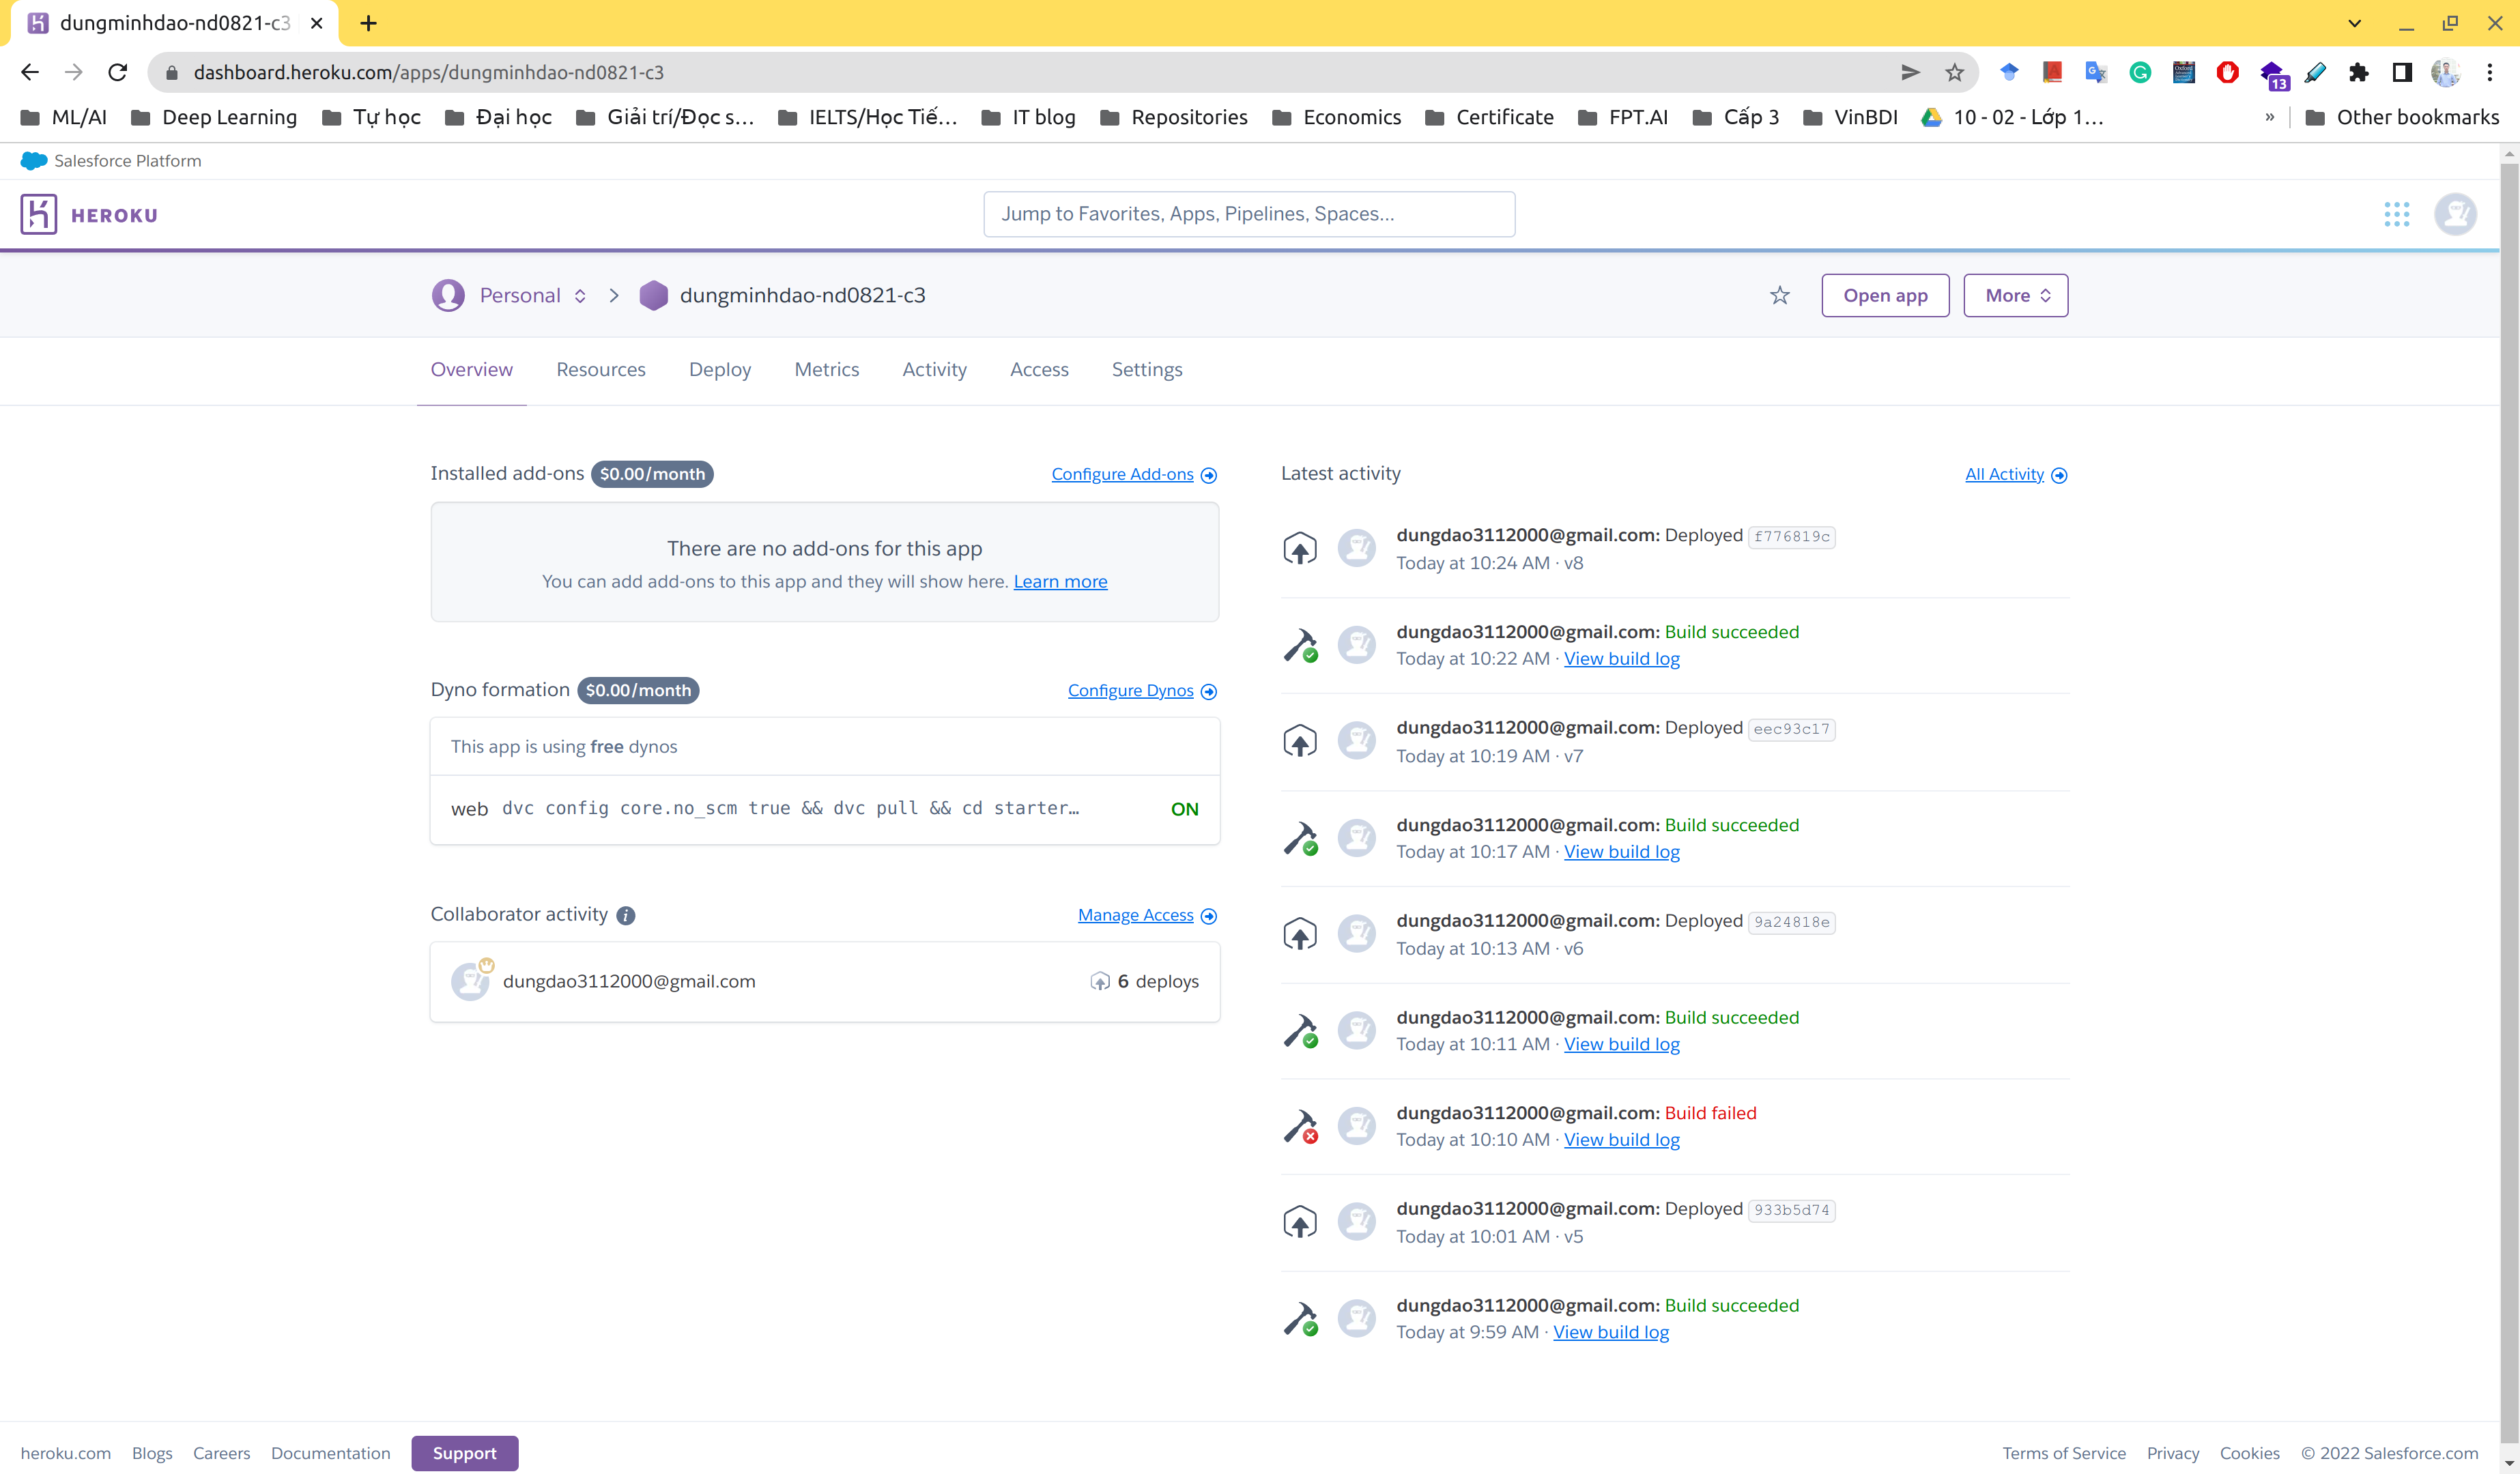 dungminhdao-nd0821-c3
dashboard.heroku.com/apps/dungminhdao-nd0821-c3
13
ML/AI
Deep Learning
Tự học
Đại học
Giải trí/Đọc s...
IELTS/Học Tiế...
IT blog
Repositories
Economics
Certificate
FPT.AI
Cấp 3
VinBDI
10 - 02 - Lớp 1...
»
Other bookmarks
Salesforce Platform
HEROKU
Jump to Favorites, Apps, Pipelines, Spaces...
Personal
dungminhdao-nd0821-c3
Open app
More
Overview
Resources
Deploy
Metrics
Activity
Access
Settings
Installed add-ons $0.00/month
Configure Add-ons
There are no add-ons for this app
You can add add-ons to this app and they will show here. Learn more
Dyno formation $0.00/month
Configure Dynos
This app is using free dynos
web dvc config core.no_scm true && dvc pull && cd starter…
ON
Collaborator activity
Manage Access
dungdao3112000@gmail.com
6 deploys
Latest activity
All Activity
dungdao3112000@gmail.com: Deployed f776819c
Today at 10:24 AM · v8
dungdao3112000@gmail.com: Build succeeded
Today at 10:22 AM · View build log
dungdao3112000@gmail.com: Deployed eec93c17
Today at 10:19 AM · v7
dungdao3112000@gmail.com: Build succeeded
Today at 10:17 AM · View build log
dungdao3112000@gmail.com: Deployed 9a24818e
Today at 10:13 AM · v6
dungdao3112000@gmail.com: Build succeeded
Today at 10:11 AM · View build log
dungdao3112000@gmail.com: Build failed
Today at 10:10 AM · View build log
dungdao3112000@gmail.com: Deployed 933b5d74
Today at 10:01 AM · v5
dungdao3112000@gmail.com: Build succeeded
Today at 9:59 AM · View build log
heroku.com
Blogs
Careers
Documentation
Support
Terms of Service
Privacy
Cookies
© 2022 Salesforce.com